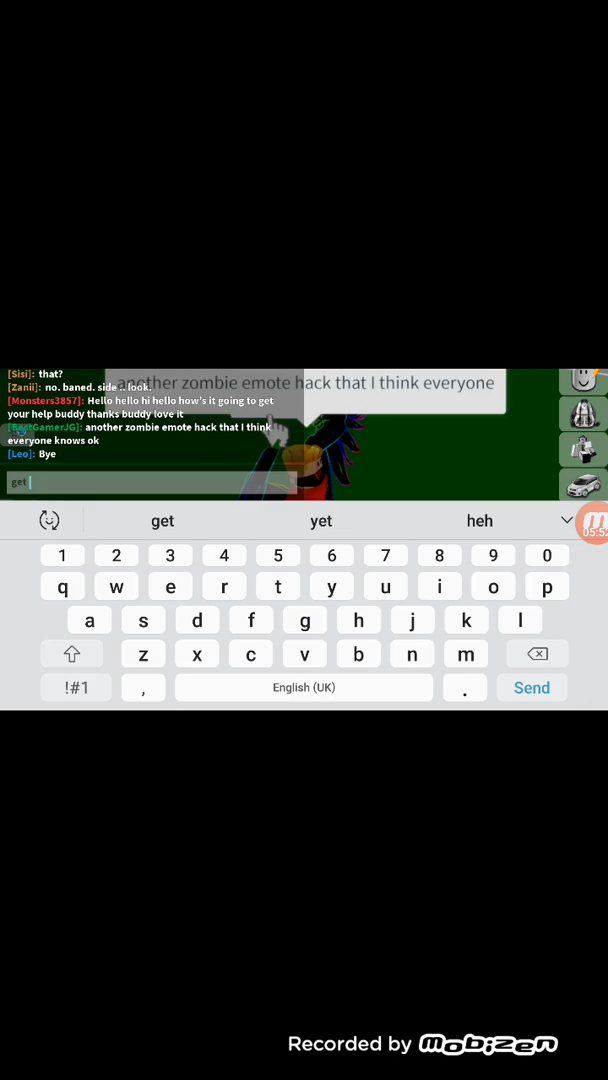 [Sisi]: that?
[Zanii]: no. baned. side .. look.
[Monsters3857]: Hello hello hi hello how's it going to get
your help buddy thanks buddy love it
[BestGamerJG]: another zombie emote hack that I think
everyone knows ok
[Leo]: Bye
another zombie emote hack that I think everyone
get
get yet heh
05:52
1 2 3 4 5 6 7 8 9 0
q w e r t y u i o p
a s d f g h j k l
z x c v b n m
!#1 , English (UK) . Send
Recorded by mobizen